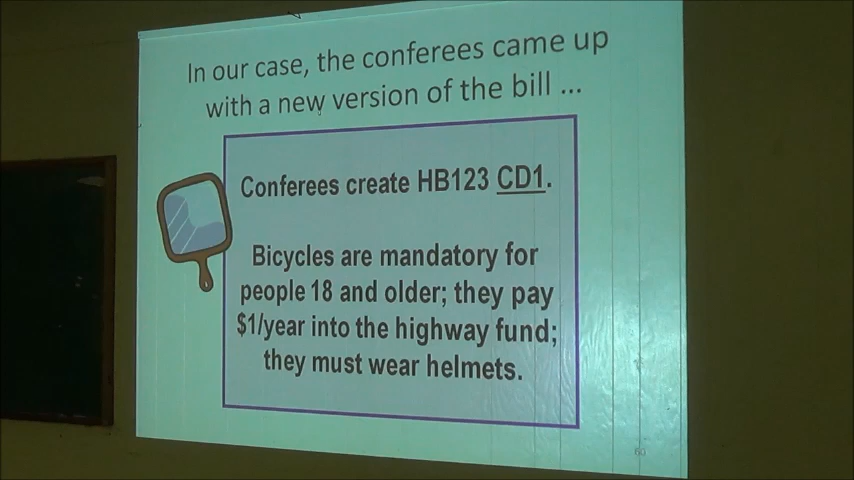 In our case, the conferees came up
with a new version of the bill ...
Conferees create HB123 CD1.
Bicycles are mandatory for
people 18 and older; they pay
$1/year into the highway fund;
they must wear helmets.
60